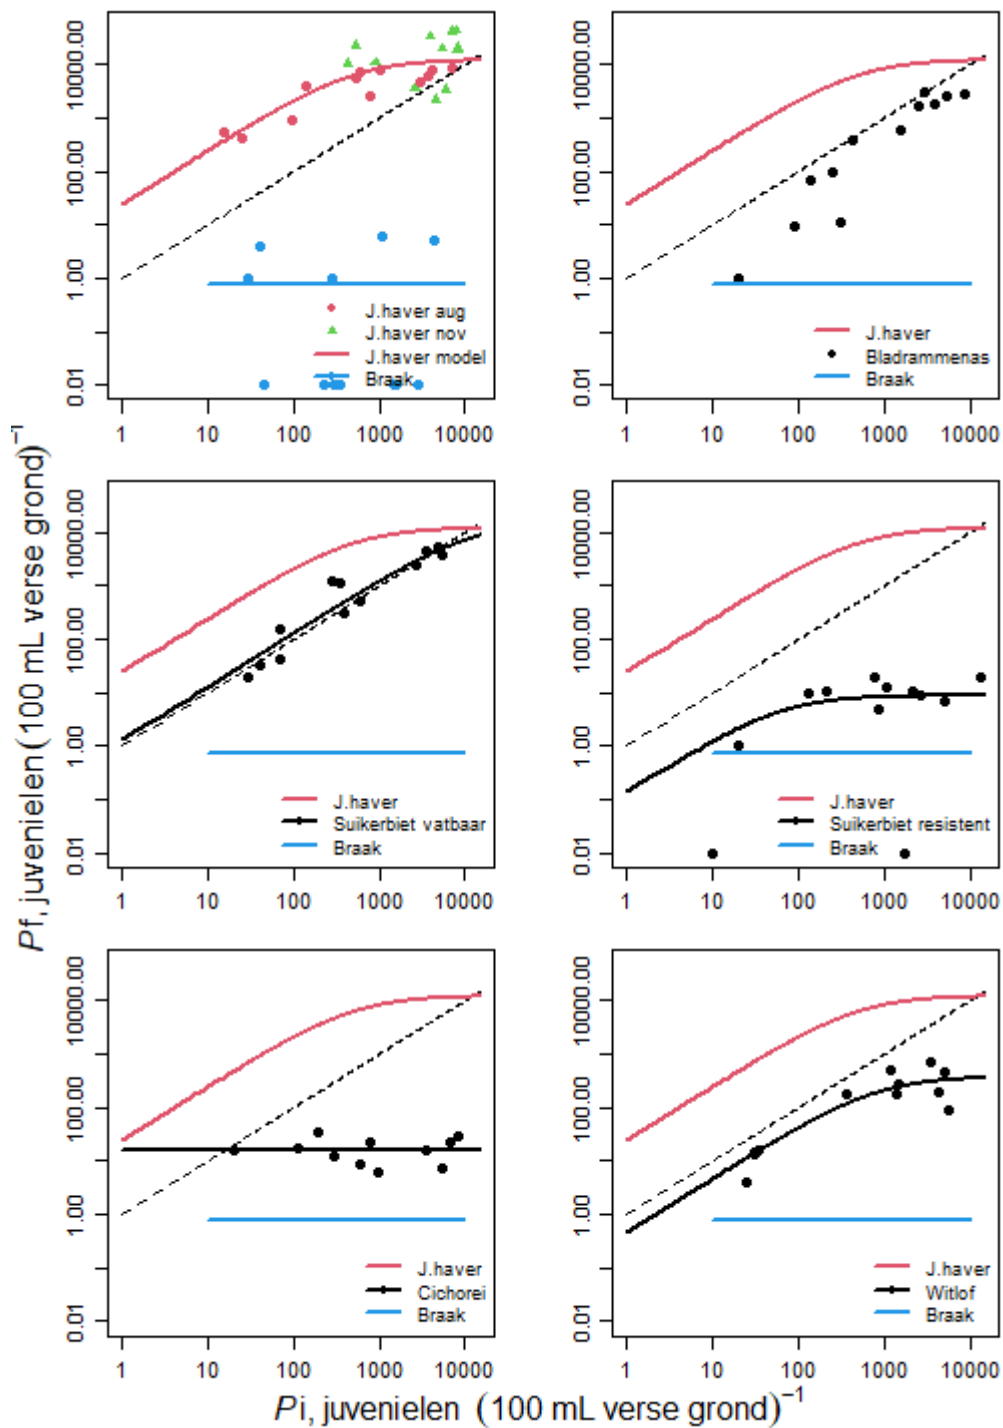 10000.00
100.00
1.00
0.01
1 10 100 1000 10000
J.haver aug
J.haver nov
J.haver model
Braak
10000.00
100.00
1.00
0.01
1 10 100 1000 10000
J.haver
Bladrammenas
Braak
10000.00
100.00
1.00
0.01
1 10 100 1000 10000
J.haver
Suikerbiet vatbaar
Braak
10000.00
100.00
1.00
0.01
1 10 100 1000 10000
J.haver
Suikerbiet resistent
Braak
10000.00
100.00
1.00
0.01
1 10 100 1000 10000
J.haver
Cichorei
Braak
10000.00
100.00
1.00
0.01
1 10 100 1000 10000
J.haver
Witlof
Braak
Pf, juvenielen (100 mL verse grond)⁻¹
Pi, juvenielen (100 mL verse grond)⁻¹